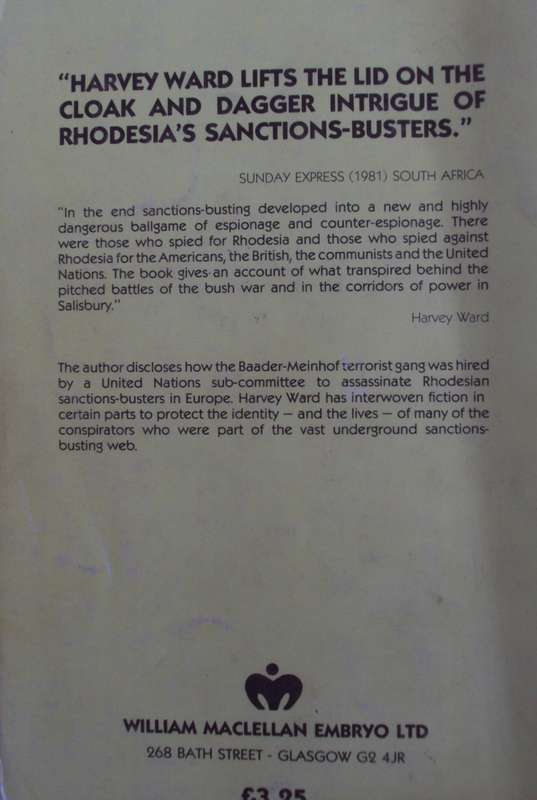 “HARVEY WARD LIFTS THE LID ON THE
CLOAK AND DAGGER INTRIGUE OF
RHODESIA’S SANCTIONS-BUSTERS.”
SUNDAY EXPRESS (1981) SOUTH AFRICA
“In the end sanctions-busting developed into a new and highly
dangerous ballgame of espionage and counter-espionage. There
were those who spied for Rhodesia and those who spied against
Rhodesia for the Americans, the British, the communists and the United
Nations. The book gives an account of what transpired behind the
pitched battles of the bush war and in the corridors of power in
Salisbury.”
Harvey Ward
The author discloses how the Baader-Meinhof terrorist gang was hired
by a United Nations sub-committee to assassinate Rhodesian
sanctions-busters in Europe. Harvey Ward has interwoven fiction in
certain parts to protect the identity — and the lives — of many of the
conspirators who were part of the vast underground sanctions-
busting web.
WILLIAM MACLELLAN EMBRYO LTD
268 BATH STREET - GLASGOW G2 4JR
£3.25